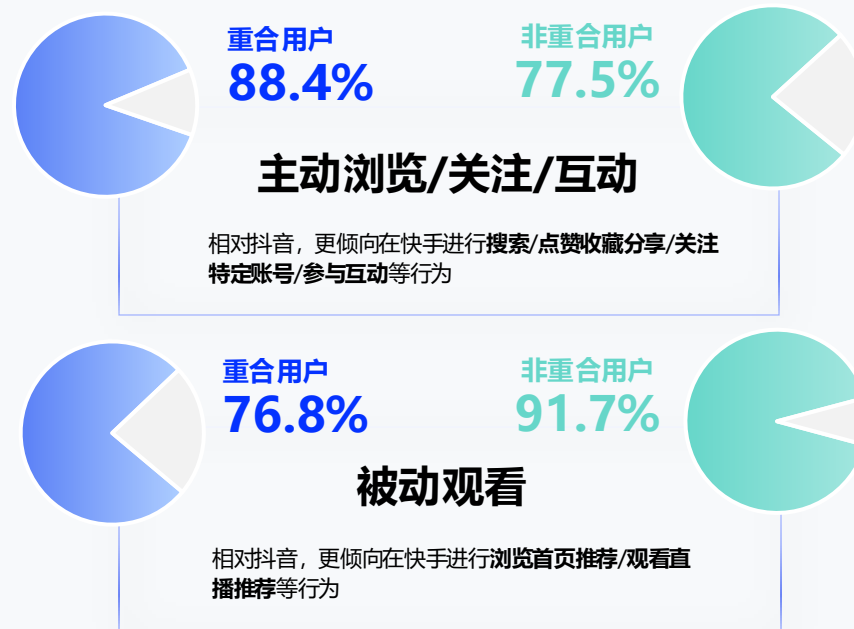 重合用户
88.4%
非重合用户
77.5%
主动浏览/关注/互动
相对抖音，更倾向在快手进行搜索/点赞收藏分享/关注
特定账号/参与互动等行为
重合用户
76.8%
非重合用户
91.7%
被动观看
相对抖音，更倾向在快手进行浏览首页推荐/观看直
播推荐等行为